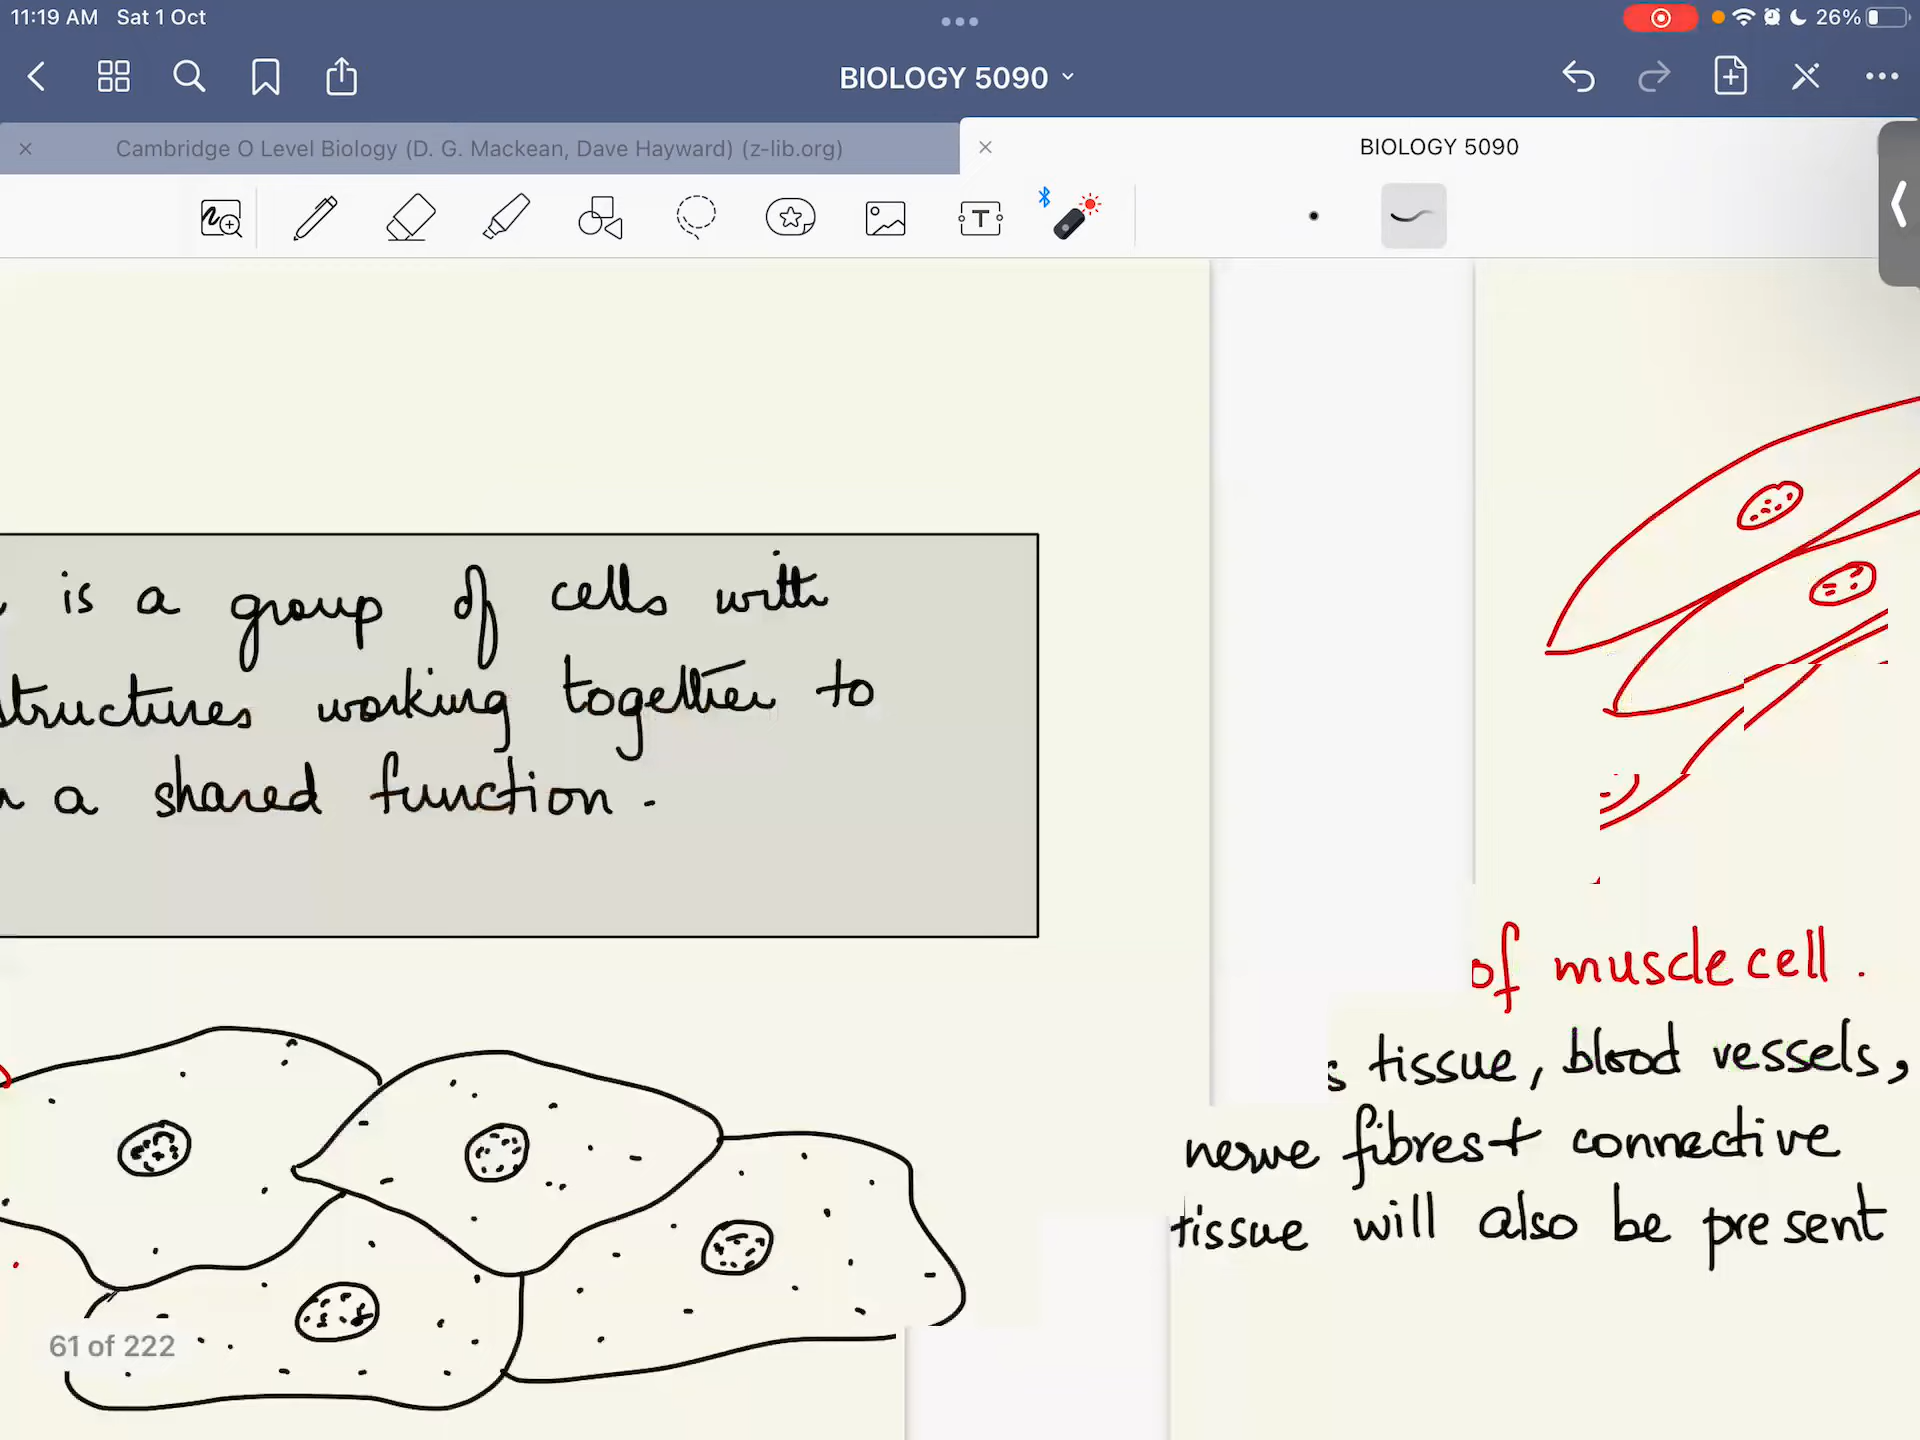 11:19 AM Sat 1 Oct
26%
BIOLOGY 5090
Cambridge O Level Biology (D. G. Mackean, Dave Hayward) (z-lib.org)
BIOLOGY 5090
T
is a group of cells with
structures working together to
a shared function.
61 of 222
of muscle cell.
tissue, blood vessels,
nerve fibres + connective
tissue will also be present